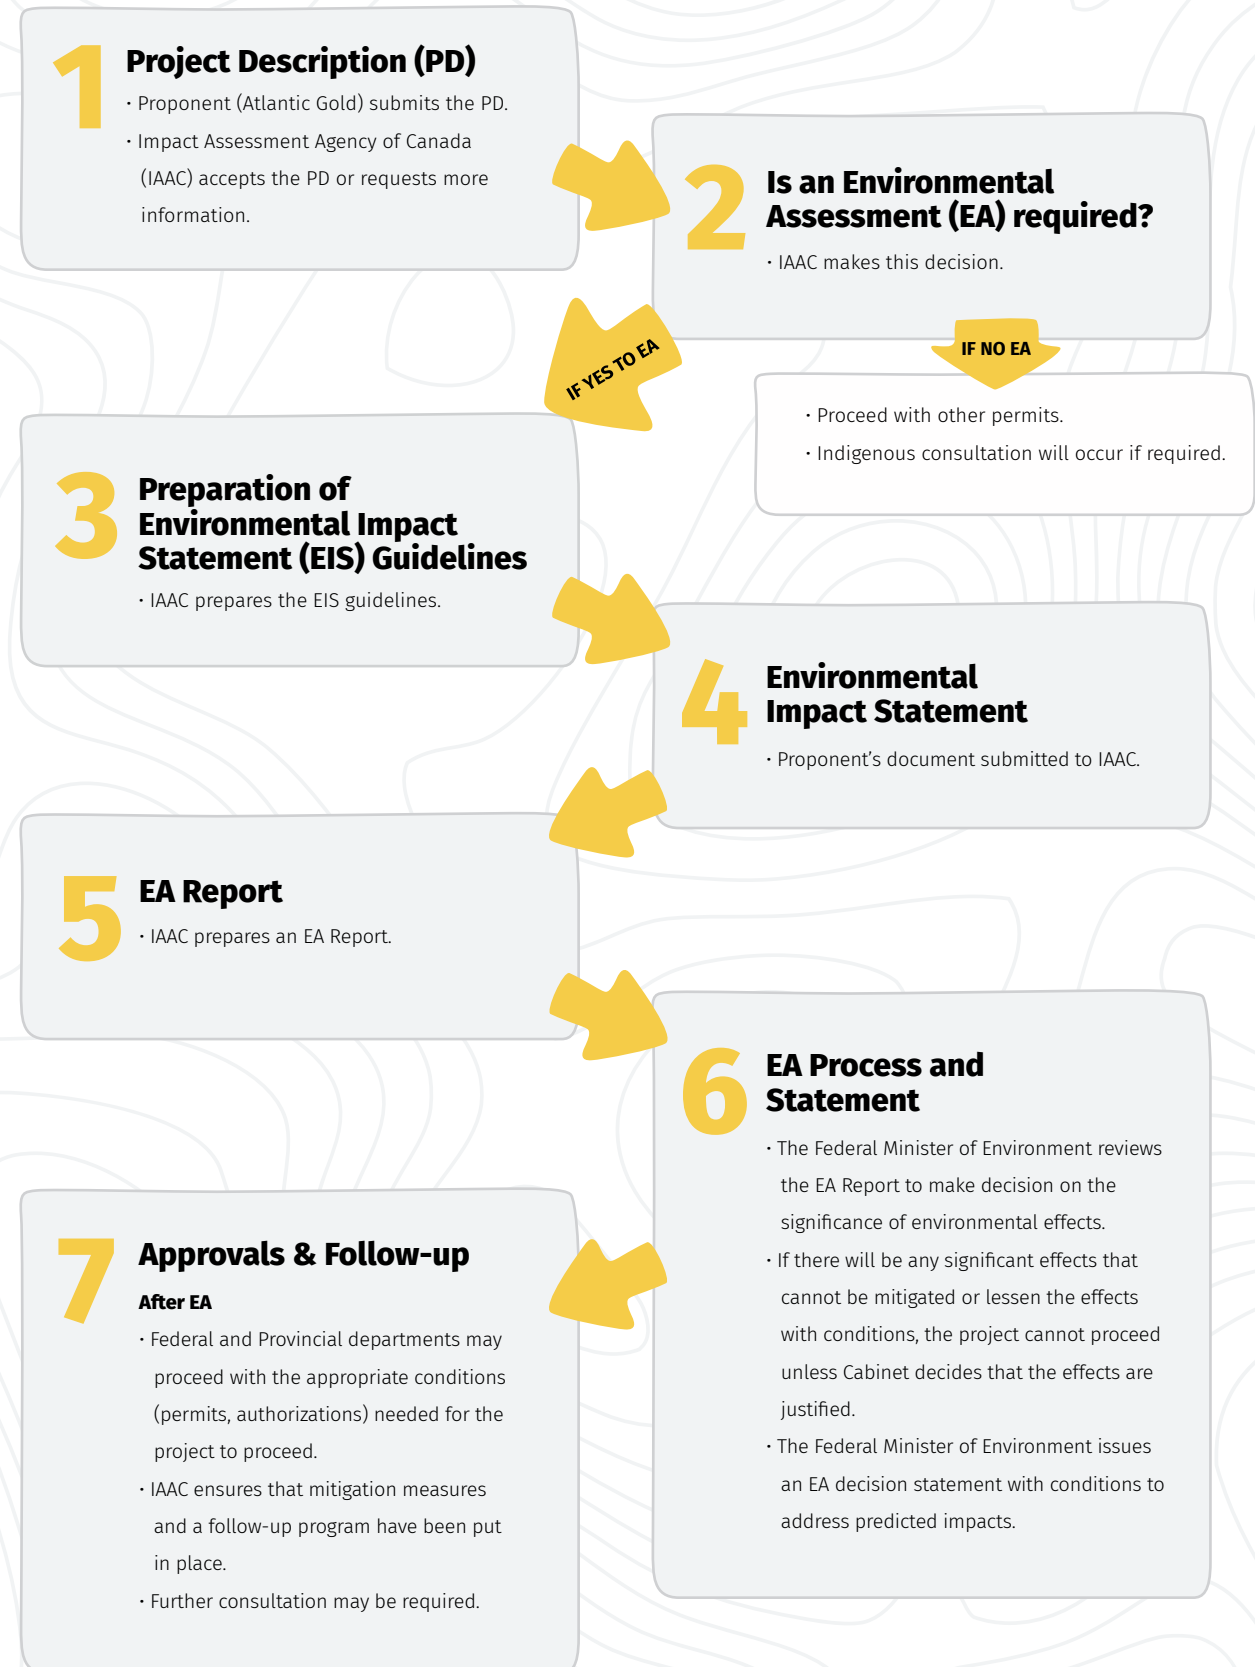 1
Project Description (PD)
· Proponent (Atlantic Gold) submits the PD.
· Impact Assessment Agency of Canada
(IAAC) accepts the PD or requests more
information.
2
Is an Environmental
Assessment (EA) required?
· IAAC makes this decision.
IF NO EA
· Proceed with other permits.
· Indigenous consultation will occur if required.
IF YES TO EA
3
Preparation of
Environmental Impact
Statement (EIS) Guidelines
· IAAC prepares the EIS guidelines.
4
Environmental
Impact Statement
· Proponent’s document submitted to IAAC.
5
EA Report
· IAAC prepares an EA Report.
6
EA Process and
Statement
· The Federal Minister of Environment reviews
the EA Report to make decision on the
significance of environmental effects.
· If there will be any significant effects that
cannot be mitigated or lessen the effects
with conditions, the project cannot proceed
unless Cabinet decides that the effects are
justified.
· The Federal Minister of Environment issues
an EA decision statement with conditions to
address predicted impacts.
7
Approvals & Follow-up
After EA
· Federal and Provincial departments may
proceed with the appropriate conditions
(permits, authorizations) needed for the
project to proceed.
· IAAC ensures that mitigation measures
and a follow-up program have been put
in place.
· Further consultation may be required.